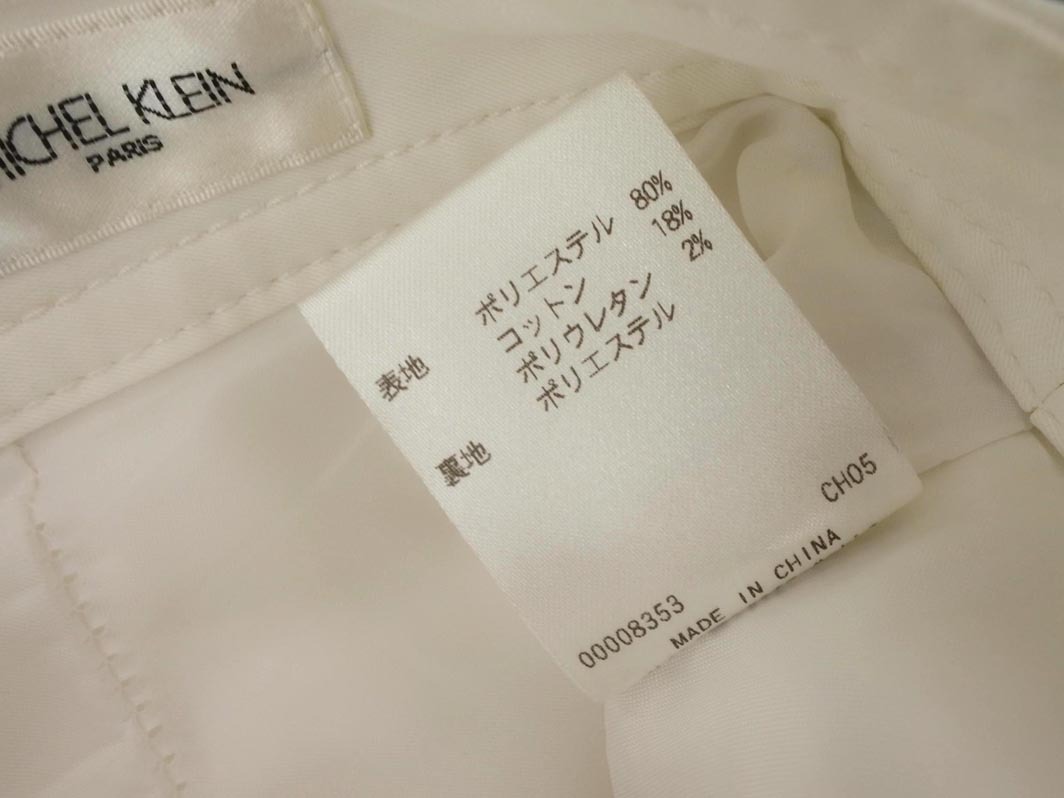 MICHEL KLEIN
PARIS
表地 ポリエステル 80%
コットン 18%
ポリウレタン 2%
裏地 ポリエステル
CH05
00008353
MADE IN CHINA